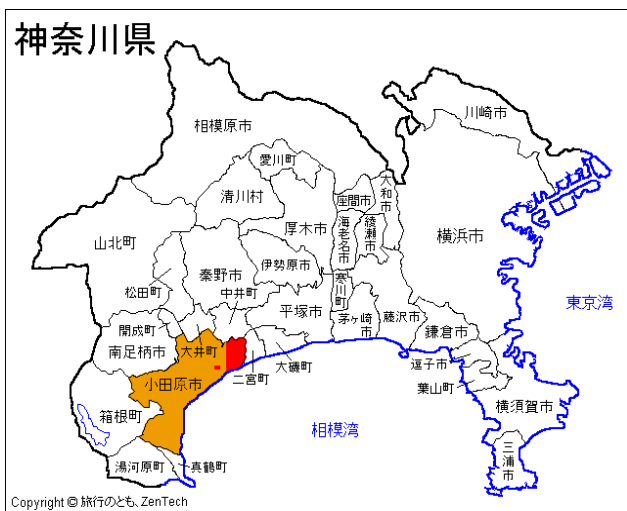 神奈川県
川崎市
相模原市
愛川町
大和市
座間市
清川村
厚木市
海老名市
綾瀬市
横浜市
山北町
秦野市
伊勢原市
寒川町
東京湾
松田町
中井町
平塚市
茅ヶ崎市
藤沢市
鎌倉市
開成町
大井町
南足柄市
二宮町
大磯町
逗子市
小田原市
葉山町
箱根町
横須賀市
相模湾
三浦市
湯河原町
真鶴町
Copyright © 旅行のとも、ZenTech